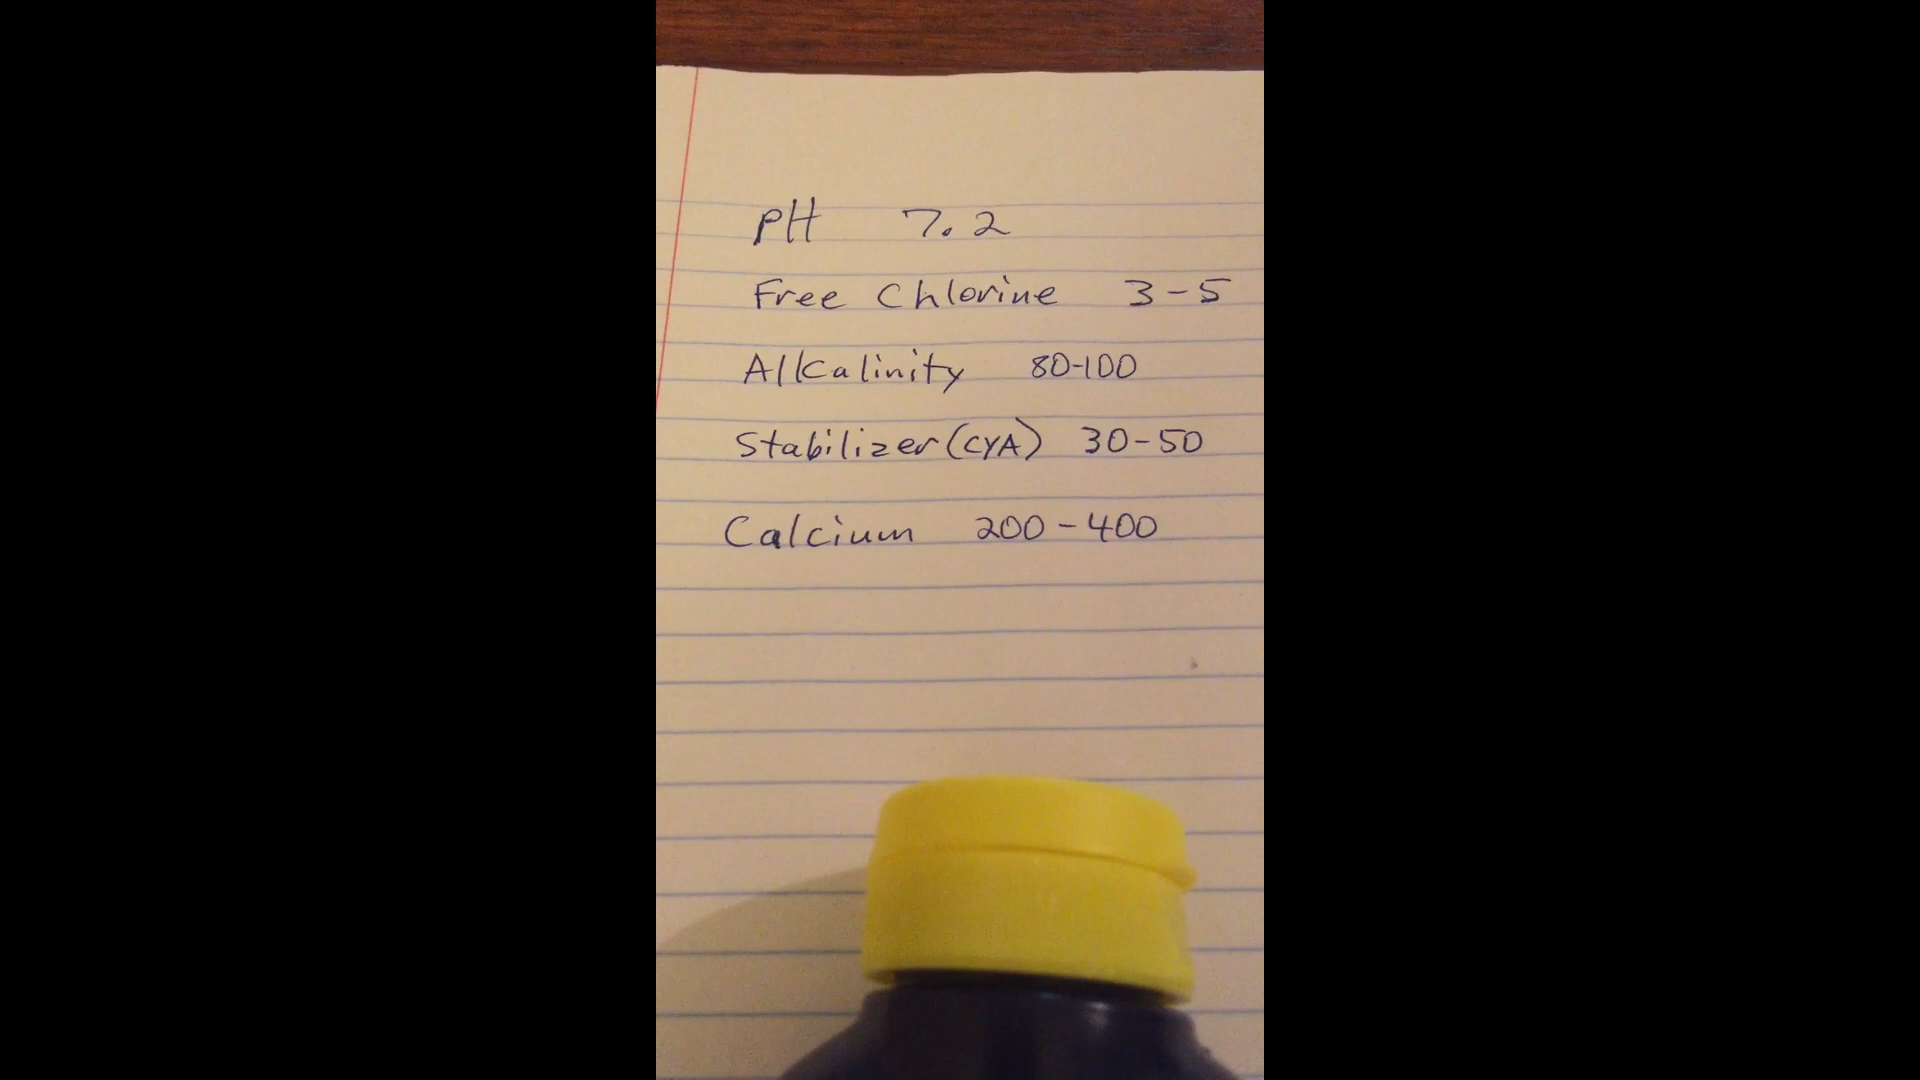 pH 7.2
Free Chlorine 3-5
Alkalinity 80-100
Stabilizer (CYA) 30-50
Calcium 200-400